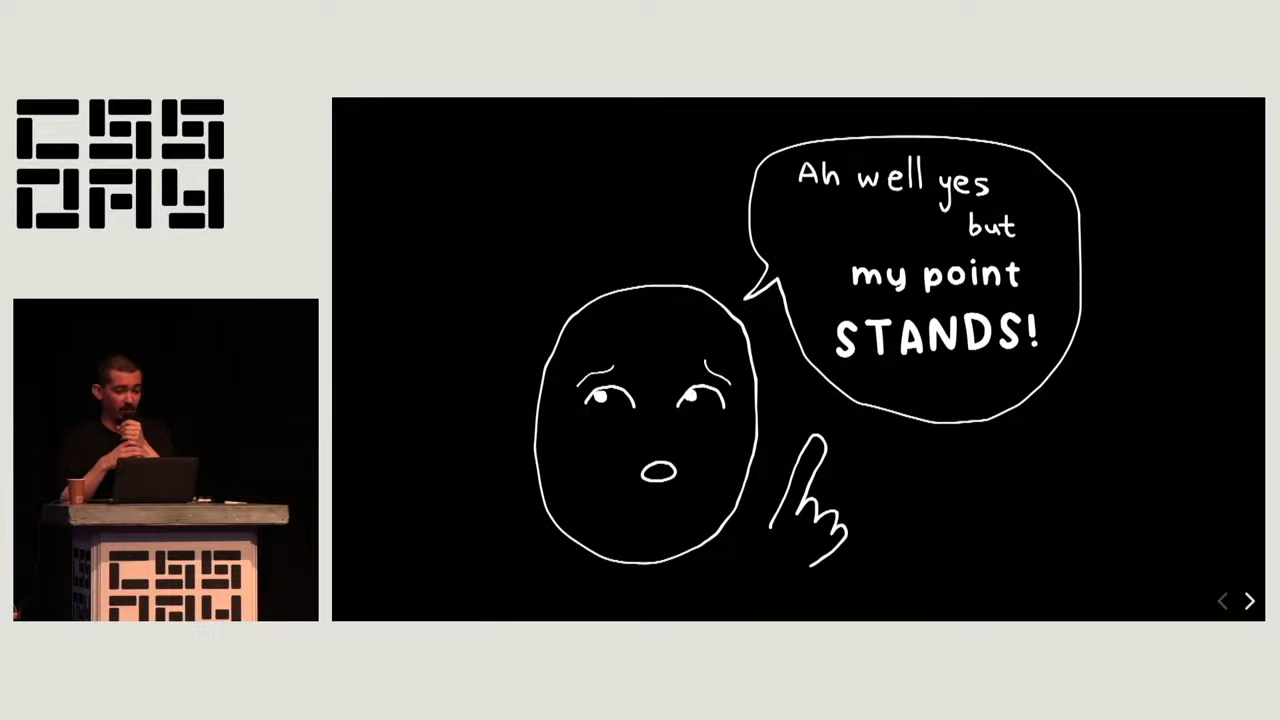 CSS
DAY
Ah well yes
but
my point
STANDS!
CSS
DAY